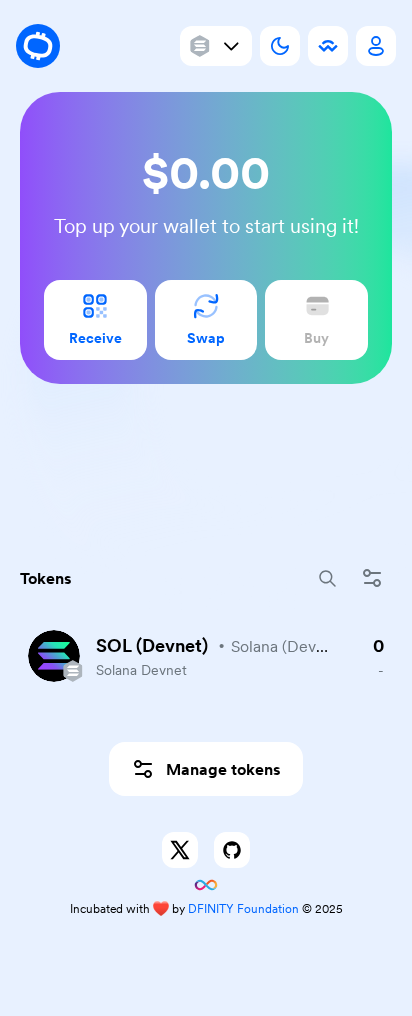 $0.00
Top up your wallet to start using it!
Receive
Swap
Buy
Tokens
SOL (Devnet) • Solana (Dev... 0
Solana Devnet -
Manage tokens
Incubated with ❤️ by DFINITY Foundation © 2025